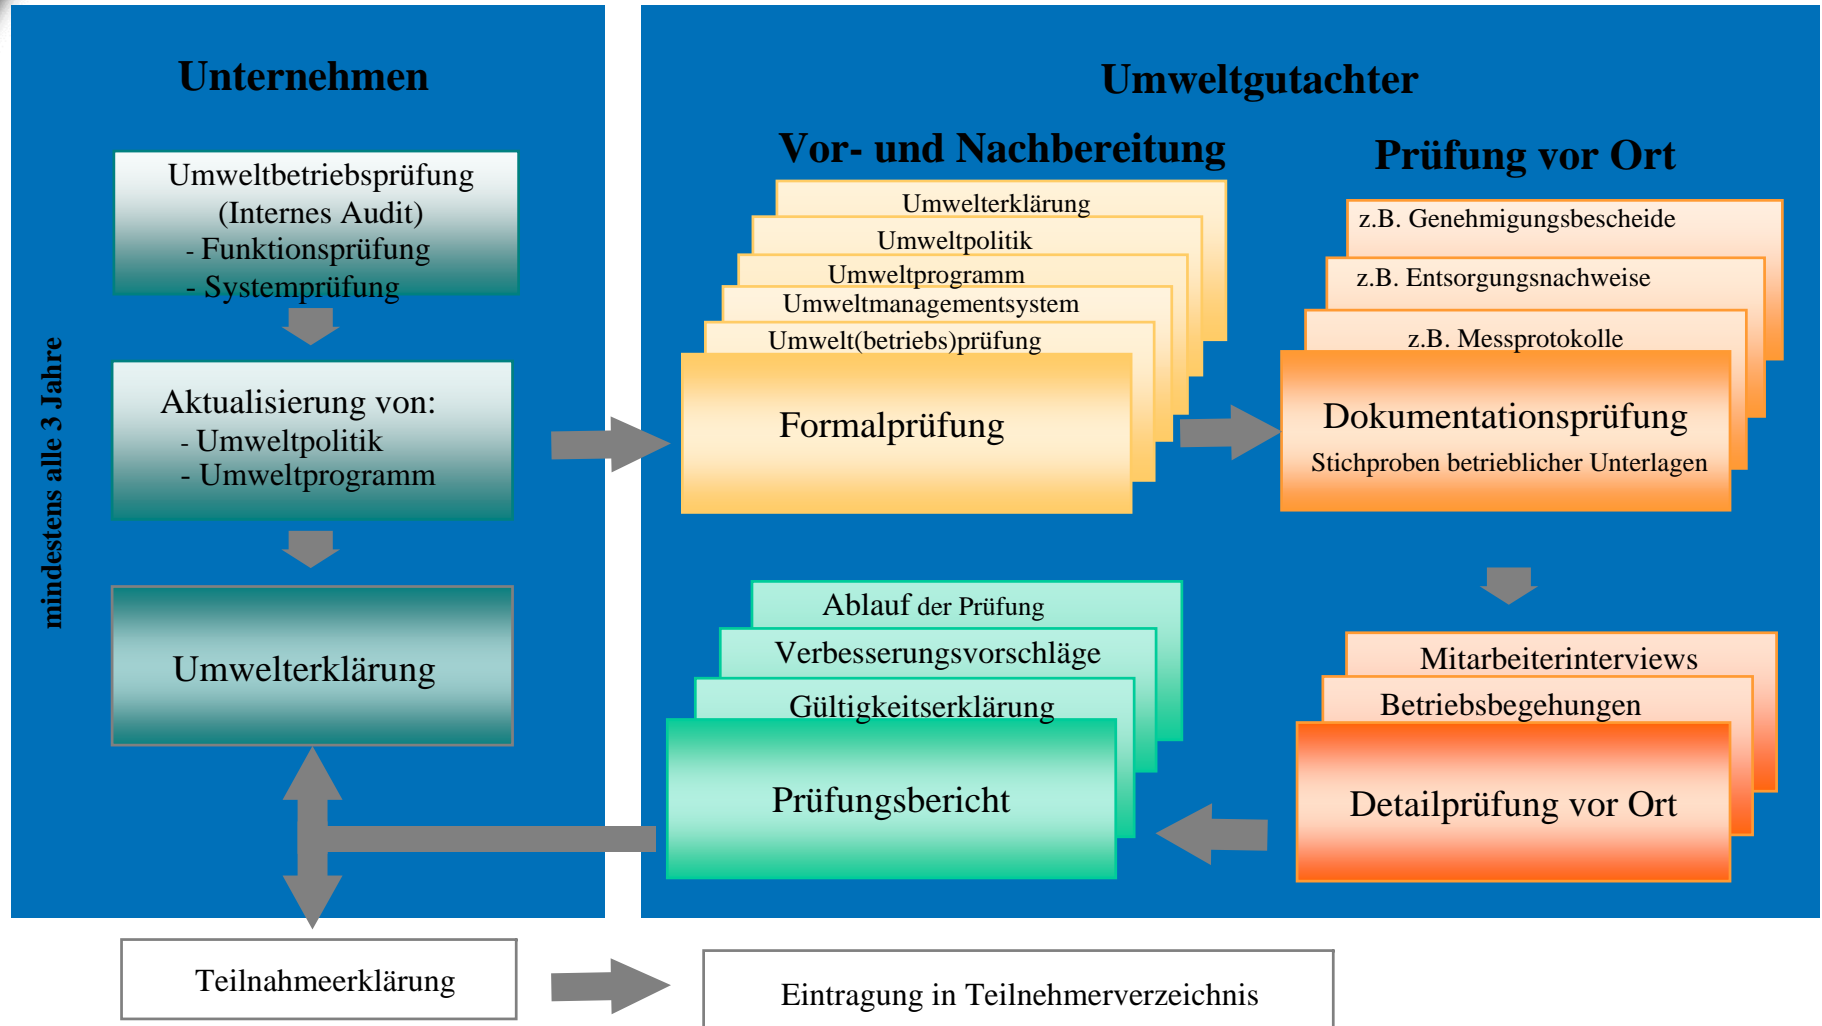 Unternehmen
mindestens alle 3 Jahre
Umweltbetriebsprüfung
(Internes Audit)
- Funktionsprüfung
- Systemprüfung
Aktualisierung von:
- Umweltpolitik
- Umweltprogramm
Umwelterklärung
Umweltgutachter
Vor- und Nachbereitung
Umwelterklärung
Umweltpolitik
Umweltprogramm
Umweltmanagementsystem
Umwelt(betriebs)prüfung
Formalprüfung
Prüfung vor Ort
z.B. Genehmigungsbescheide
z.B. Entsorgungsnachweise
z.B. Messprotokolle
Dokumentationsprüfung
Stichproben betrieblicher Unterlagen
Mitarbeiterinterviews
Betriebsbegehungen
Detailprüfung vor Ort
Ablauf der Prüfung
Verbesserungsvorschläge
Gültigkeitserklärung
Prüfungsbericht
Teilnahmeerklärung
Eintragung in Teilnehmerverzeichnis